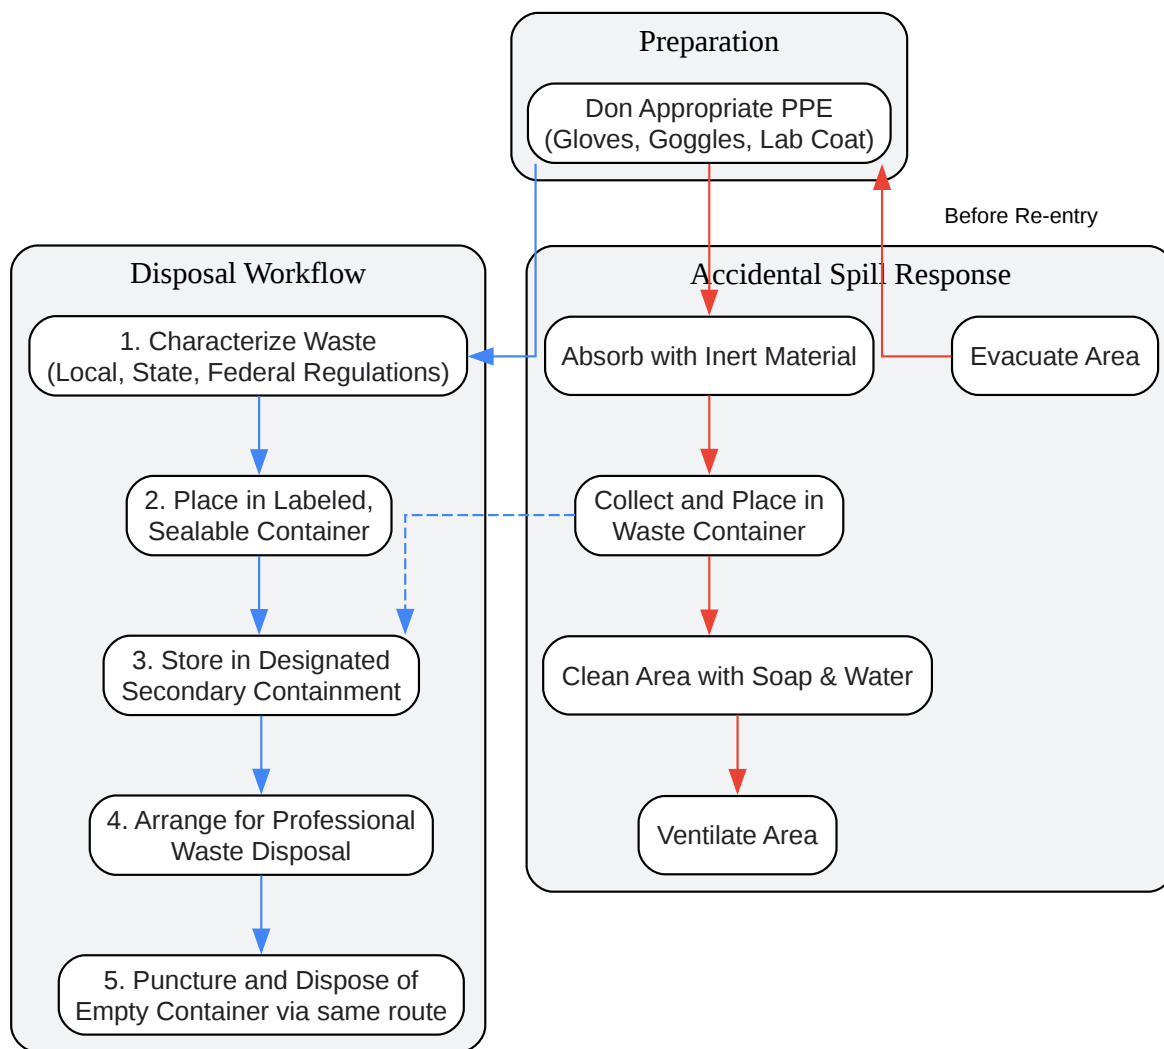 Preparation
Don Appropriate PPE
(Gloves, Goggles, Lab Coat)
Before Re-entry
Disposal Workflow
1. Characterize Waste
(Local, State, Federal Regulations)
2. Place in Labeled,
Sealable Container
3. Store in Designated
Secondary Containment
4. Arrange for Professional
Waste Disposal
5. Puncture and Dispose of
Empty Container via same route
Accidental Spill Response
Absorb with Inert Material
Evacuate Area
Collect and Place in
Waste Container
Clean Area with Soap & Water
Ventilate Area